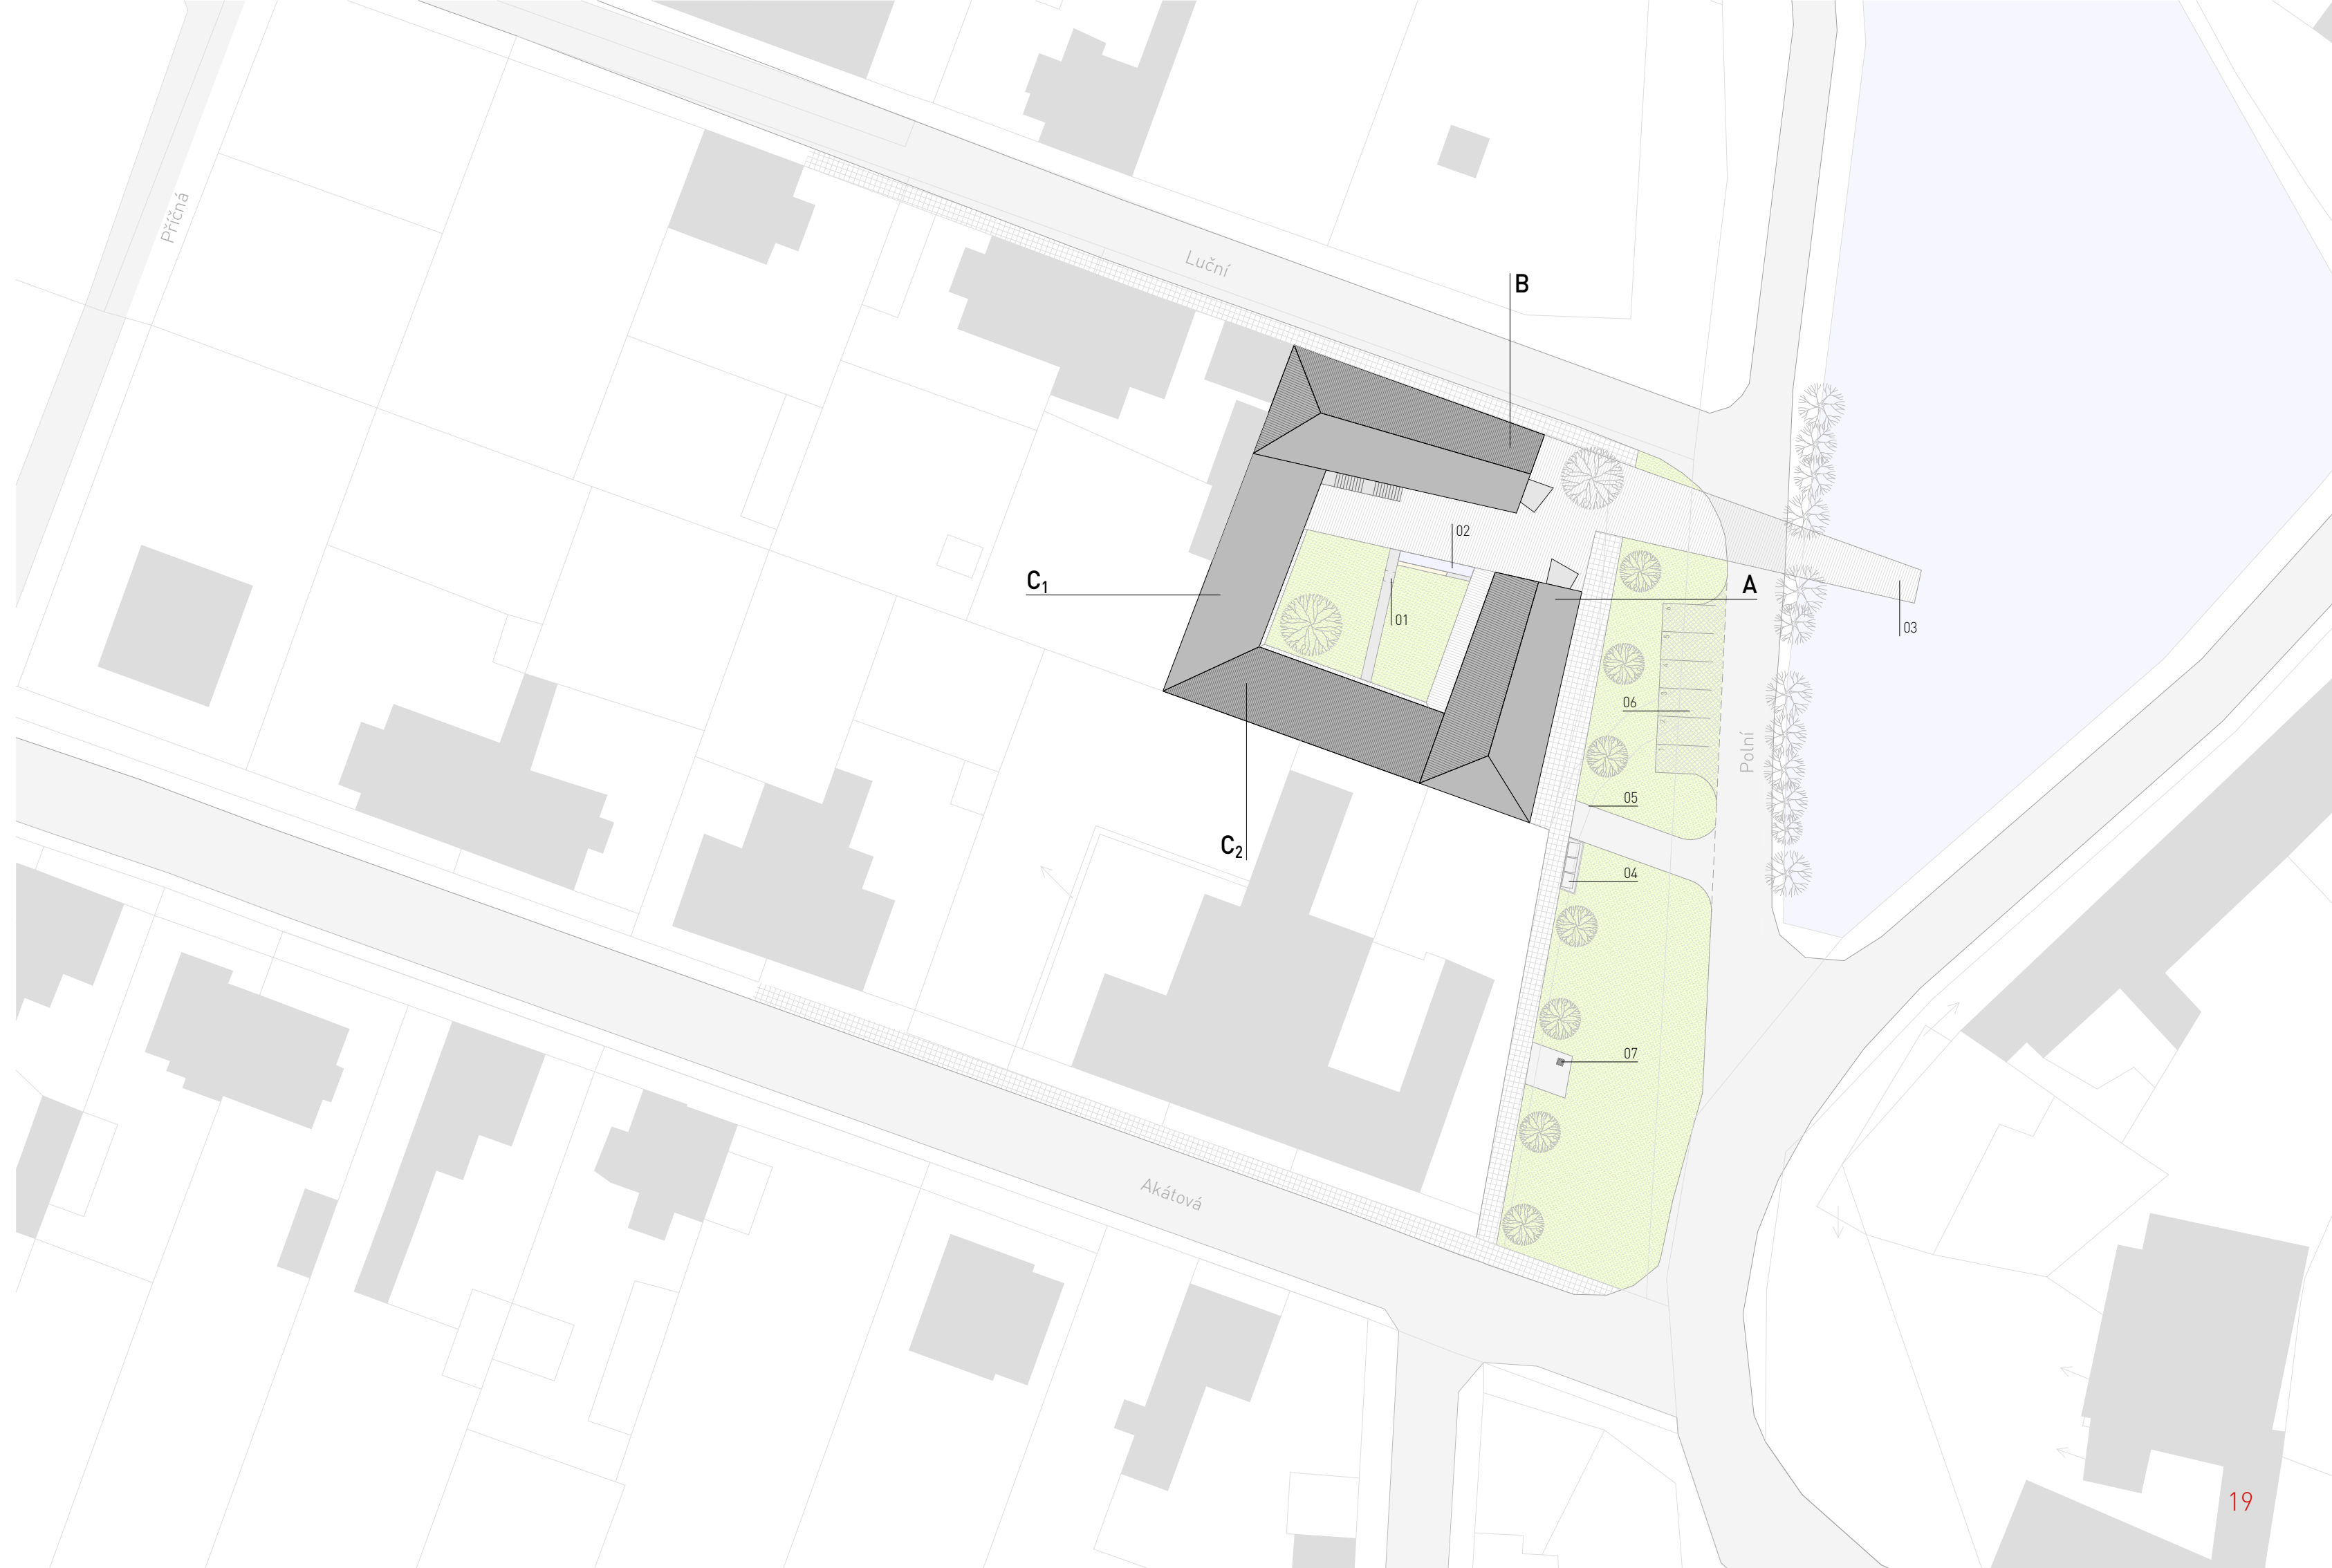 Příčná
Luční
B
02
C₁
A
01
03
06
Polní
05
C₂
04
07
Akátová
19